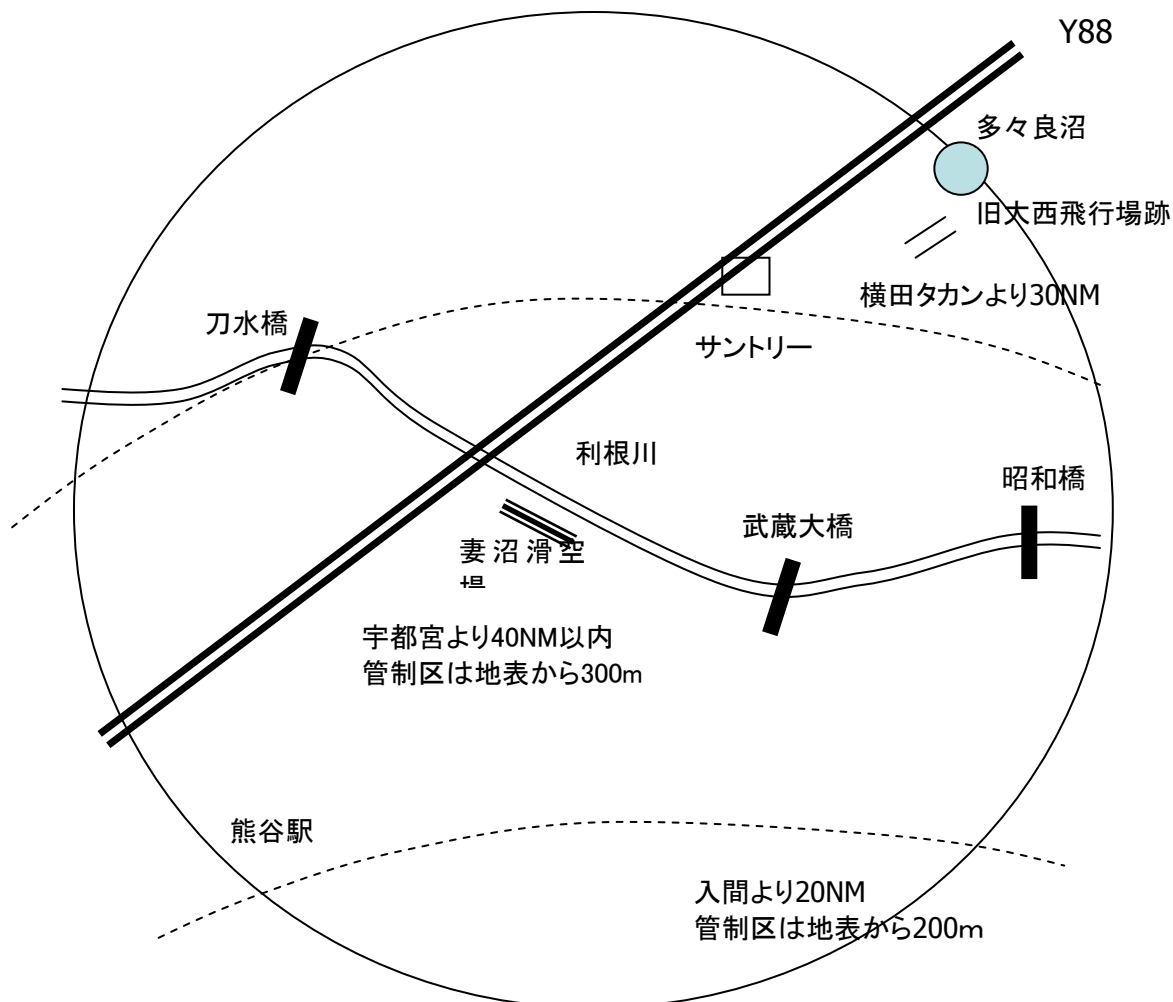 Y88
多々良沼
旧大西飛行場跡
横田タカンより30NM
刀水橋
サントリー
利根川
昭和橋
武蔵大橋
妻沼滑空
宇都宮より40NM以内
管制区は地表から300m
熊谷駅
入間より20NM
管制区は地表から200m